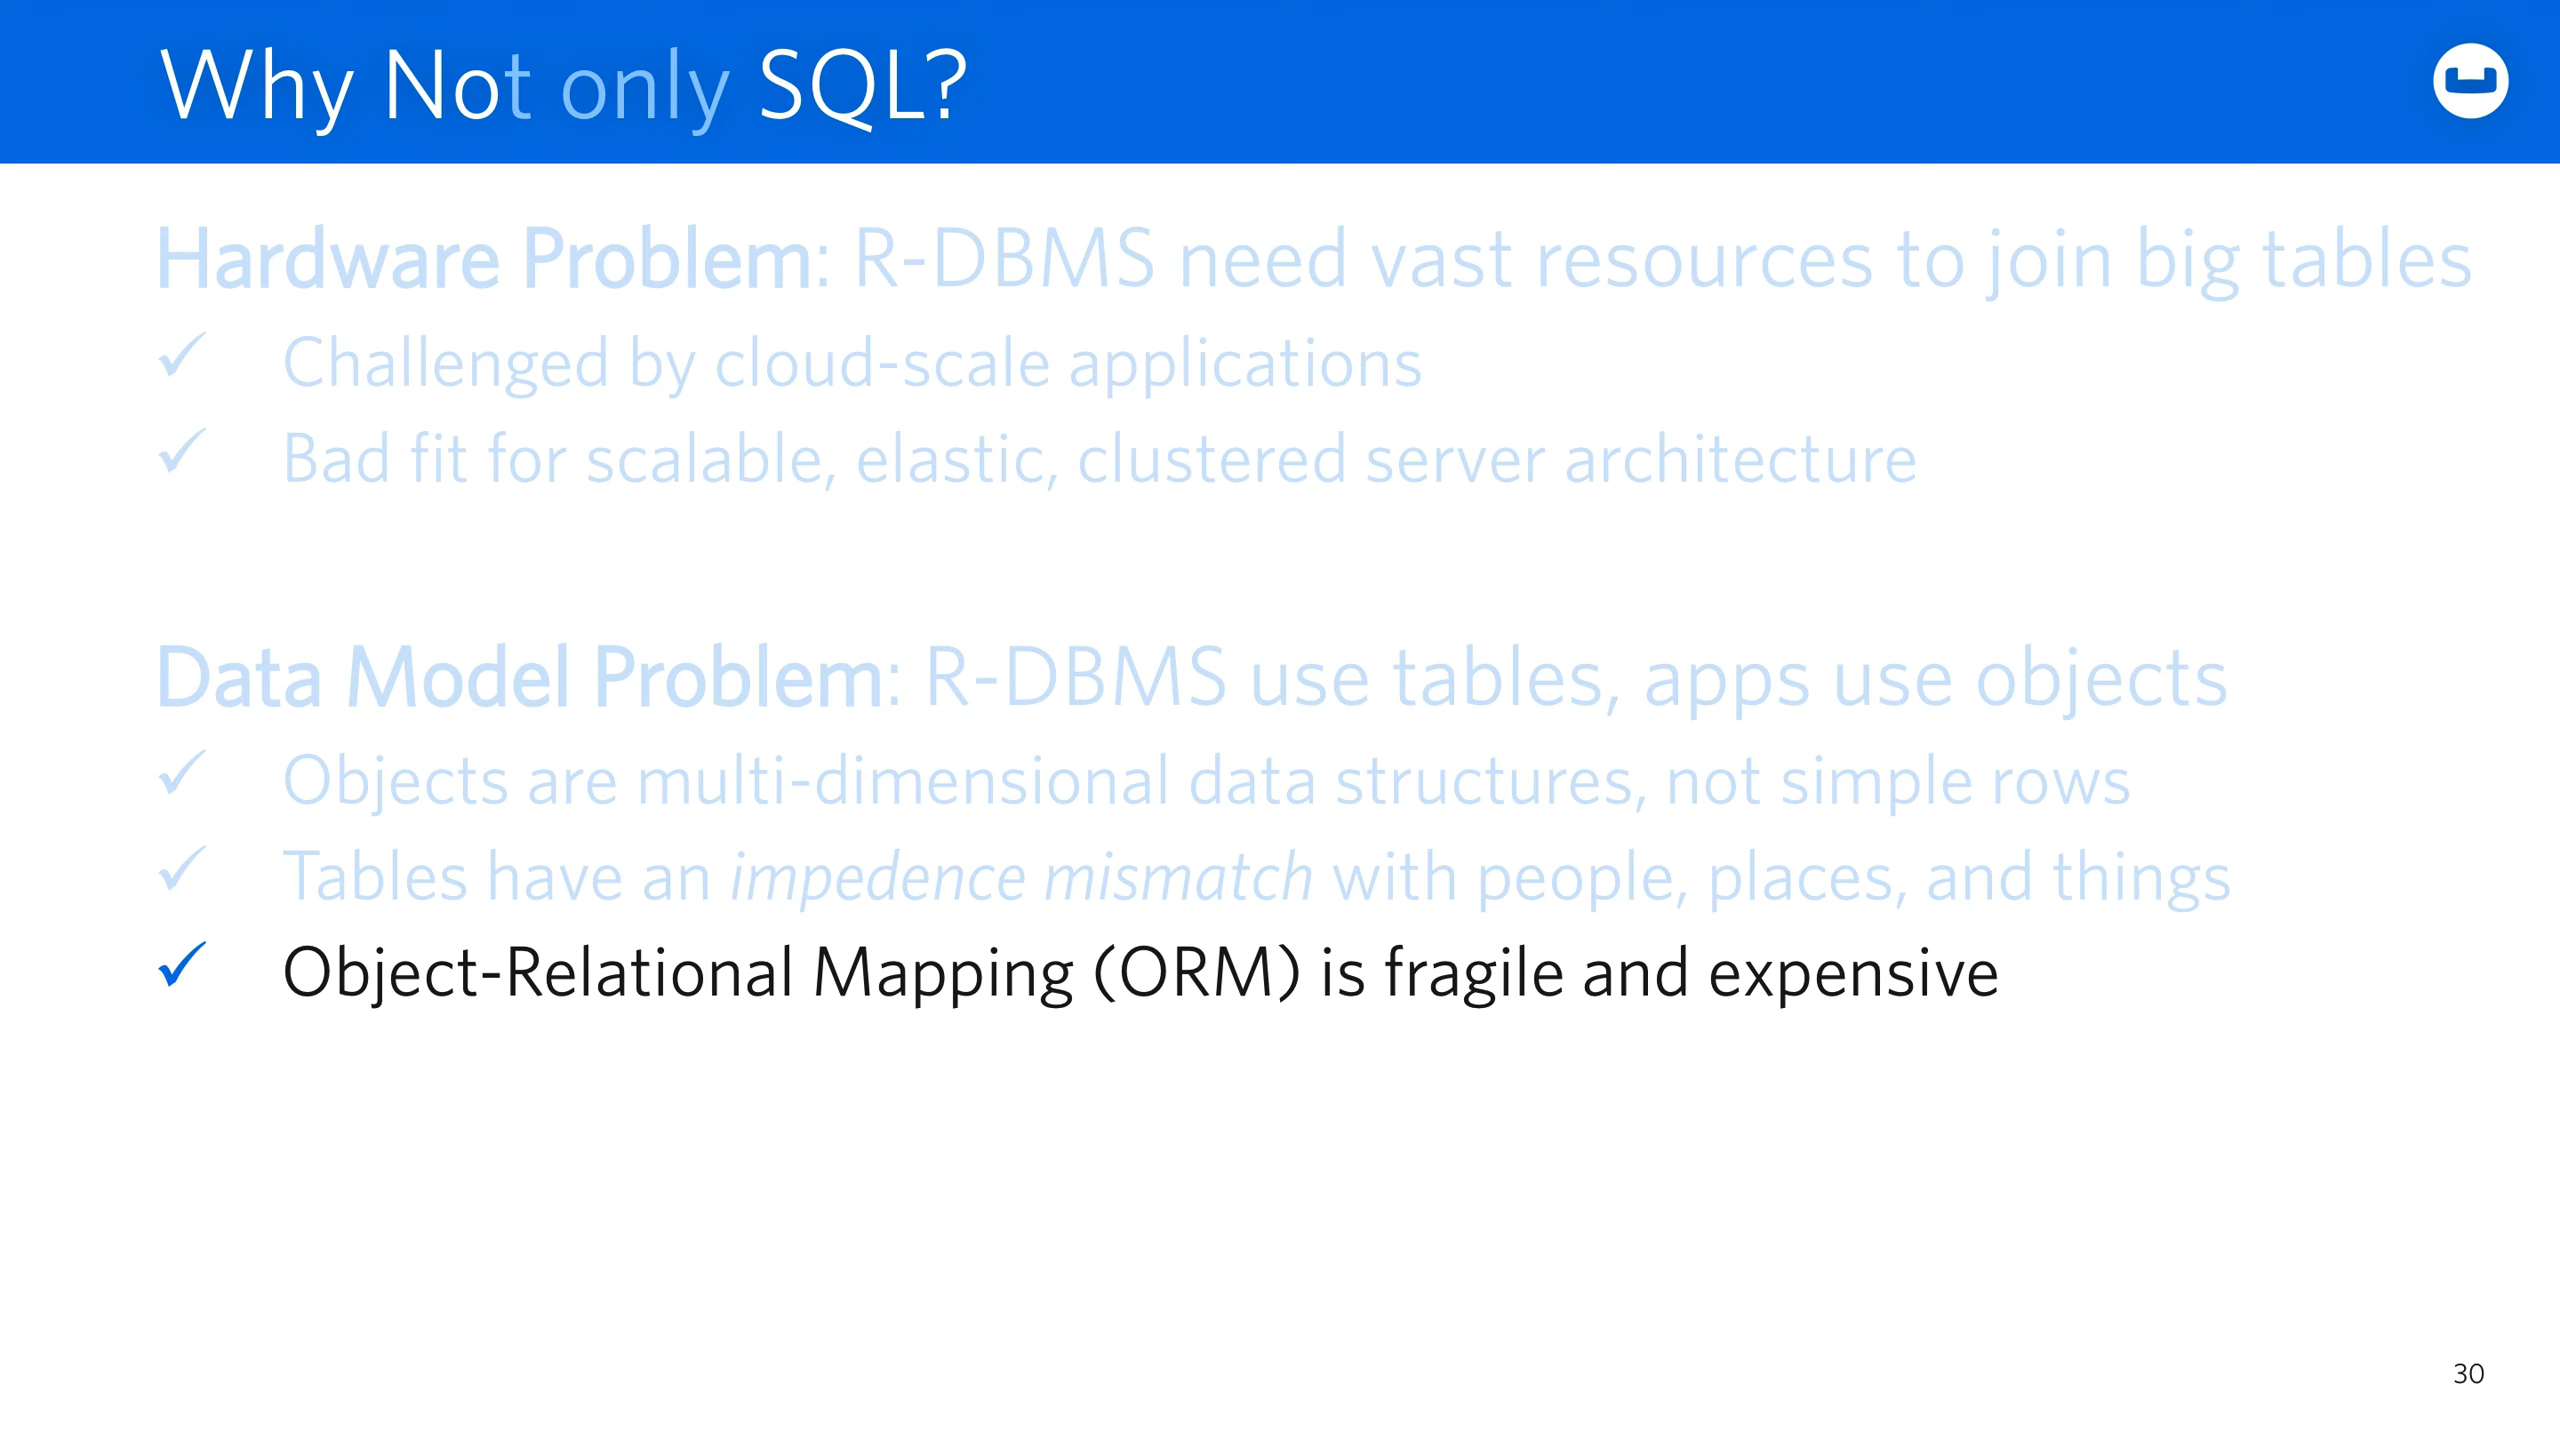 Why Not only SQL?
Hardware Problem: R-DBMS need vast resources to join big tables
✓ Challenged by cloud-scale applications
✓ Bad fit for scalable, elastic, clustered server architecture
Data Model Problem: R-DBMS use tables, apps use objects
✓ Objects are multi-dimensional data structures, not simple rows
✓ Tables have an impedence mismatch with people, places, and things
✓ Object-Relational Mapping (ORM) is fragile and expensive
30